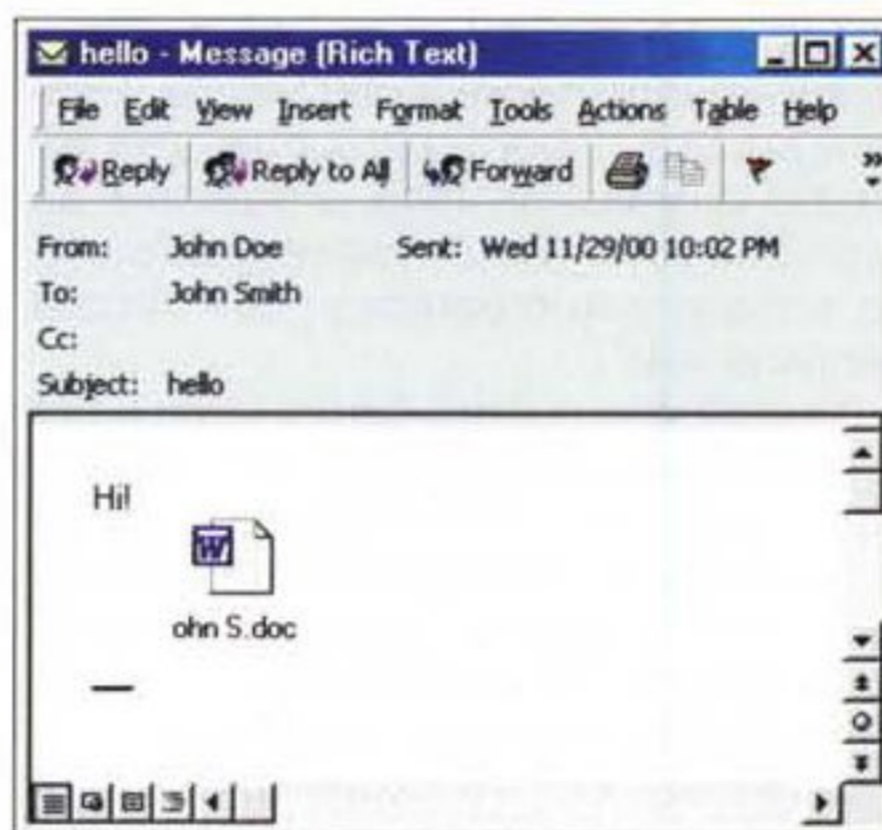 hello - Message (Rich Text)
File Edit View Insert Format Tools Actions Table Help
Reply Reply to All Forward
From: John Doe Sent: Wed 11/29/00 10:02 PM
To: John Smith
Cc:
Subject: hello
Hi!
W
ohn S.doc